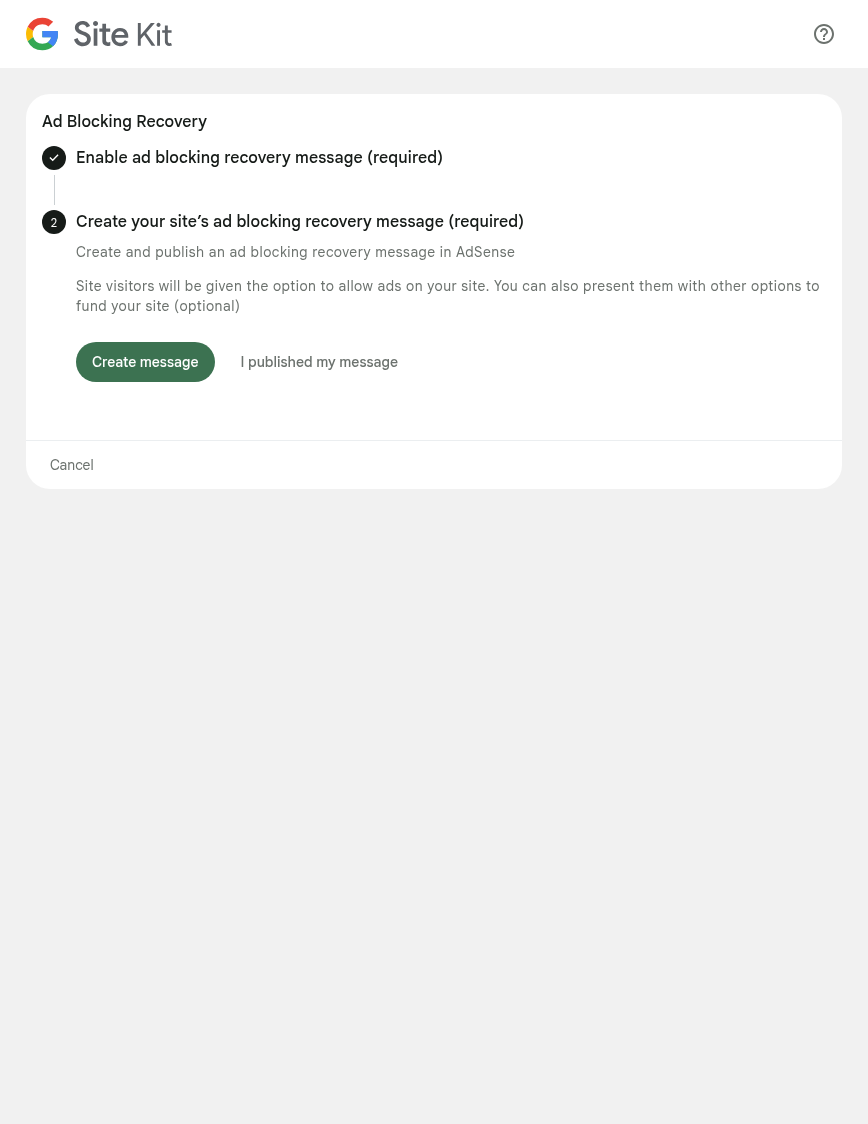 Site Kit
Ad Blocking Recovery
Enable ad blocking recovery message (required)
2
Create your site’s ad blocking recovery message (required)
Create and publish an ad blocking recovery message in AdSense
Site visitors will be given the option to allow ads on your site. You can also present them with other options to
fund your site (optional)
Create message
I published my message
Cancel